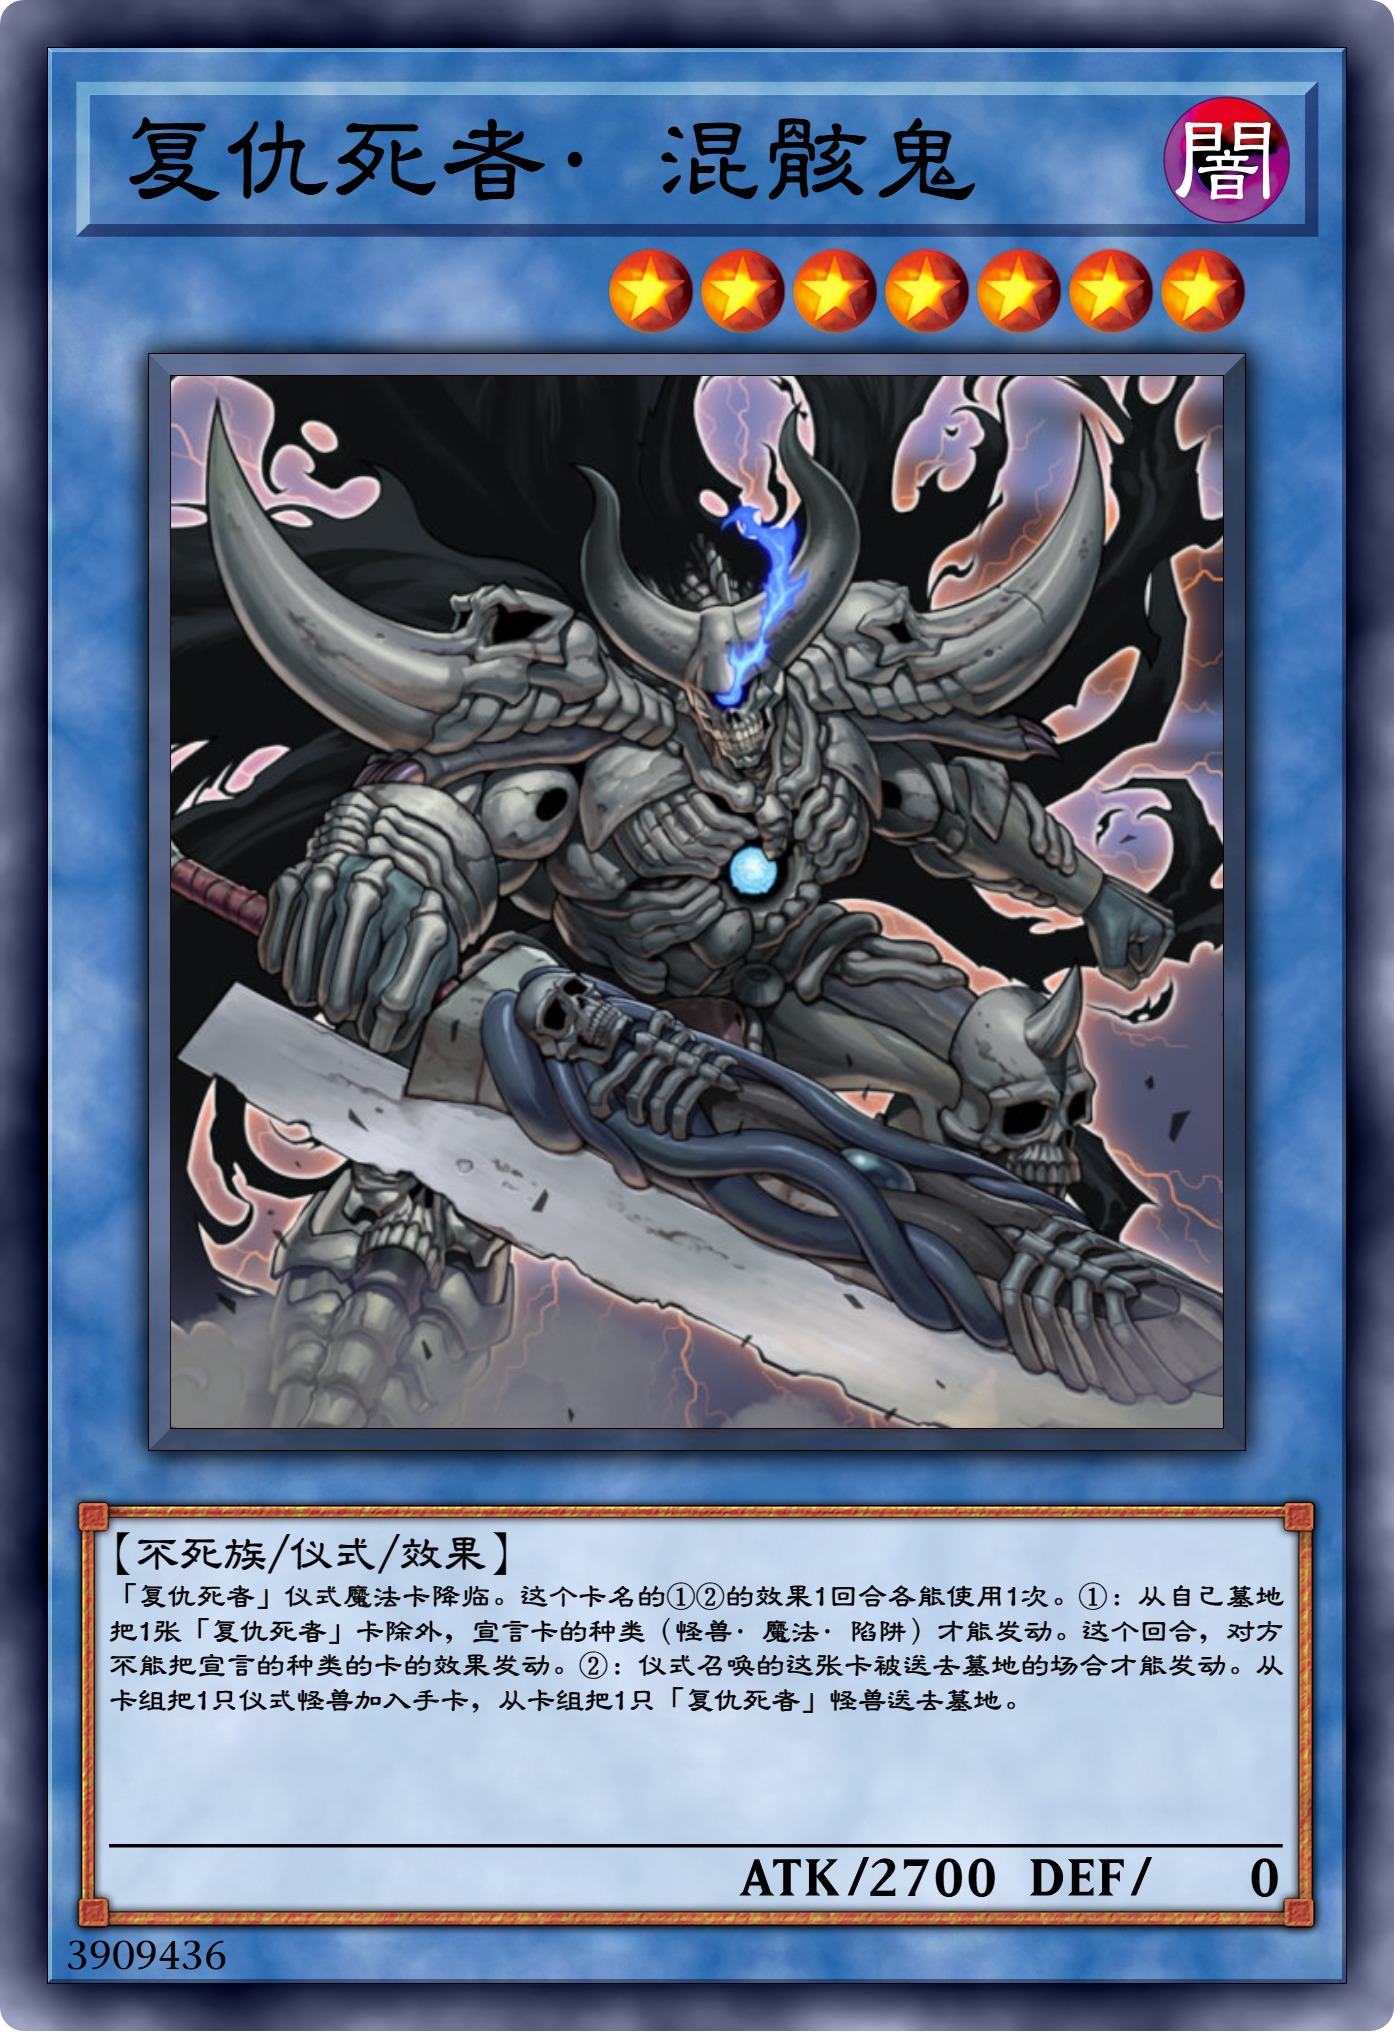 复仇死者·混骸鬼
闇
【不死族/仪式/效果】
「复仇死者」仪式魔法卡降临。这个卡名的①②的效果1回合各能使用1次。①：从自己墓地
把1张「复仇死者」卡除外，宣言卡的种类（怪兽·魔法·陷阱）才能发动。这个回合，对方
不能把宣言的种类的卡的效果发动。②：仪式召唤的这张卡被送去墓地的场合才能发动。从
卡组把1只仪式怪兽加入手卡，从卡组把1只「复仇死者」怪兽送去墓地。
ATK/2700 DEF/ 0
3909436